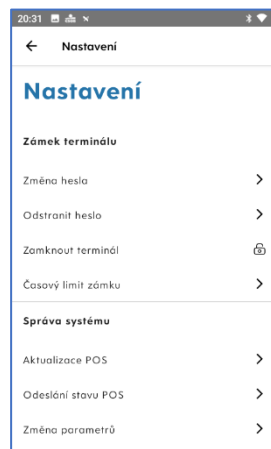 20:31
Nastavení
Nastavení
Zámek terminálu
Změna hesla
Odstranit heslo
Zamknout terminál
Časový limit zámku
Správa systému
Aktualizace POS
Odeslání stavu POS
Změna parametrů